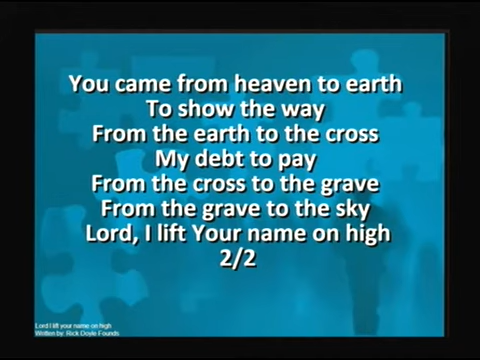 You came from heaven to earth
To show the way
From the earth to the cross
My debt to pay
From the cross to the grave
From the grave to the sky
Lord, I lift Your name on high
2/2
Lord I lift your name on high
Written by: Rick Doyle Founds